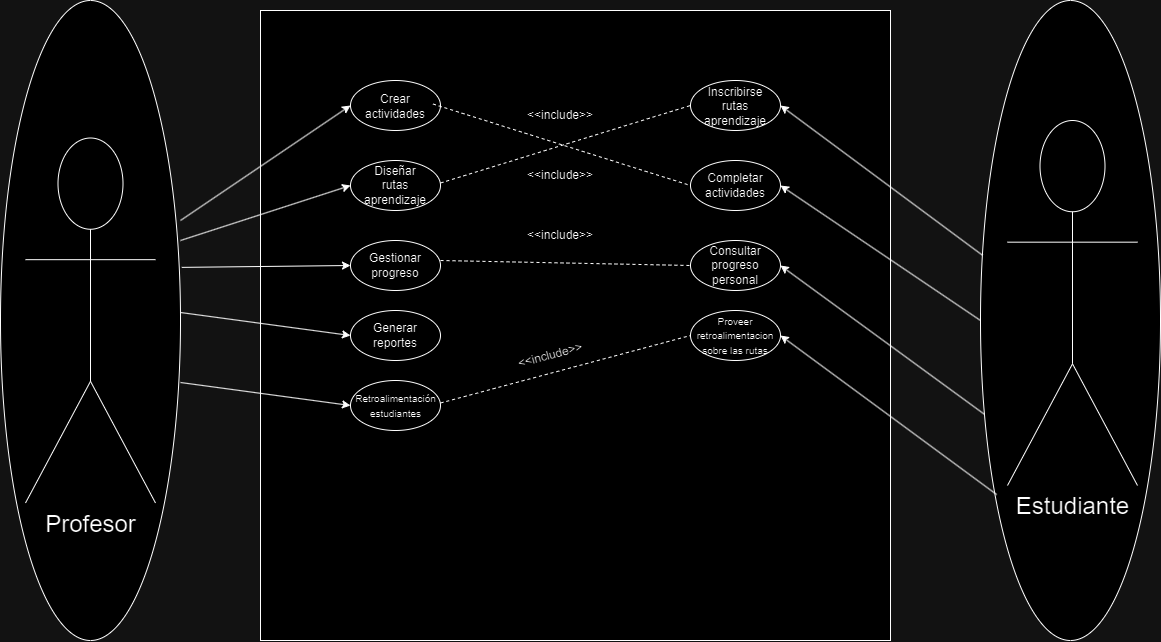 Crear
actividades
<<include>>
Inscribirse
rutas
aprendizaje
Diseñar
rutas
aprendizaje
<<include>>
Completar
actividades
Gestionar
progreso
<<include>>
Consultar
progreso
personal
Generar
reportes
<<include>>
Proveer
retroalimentacion
sobre las rutas
Retroalimentación
estudiantes
Profesor
Estudiante